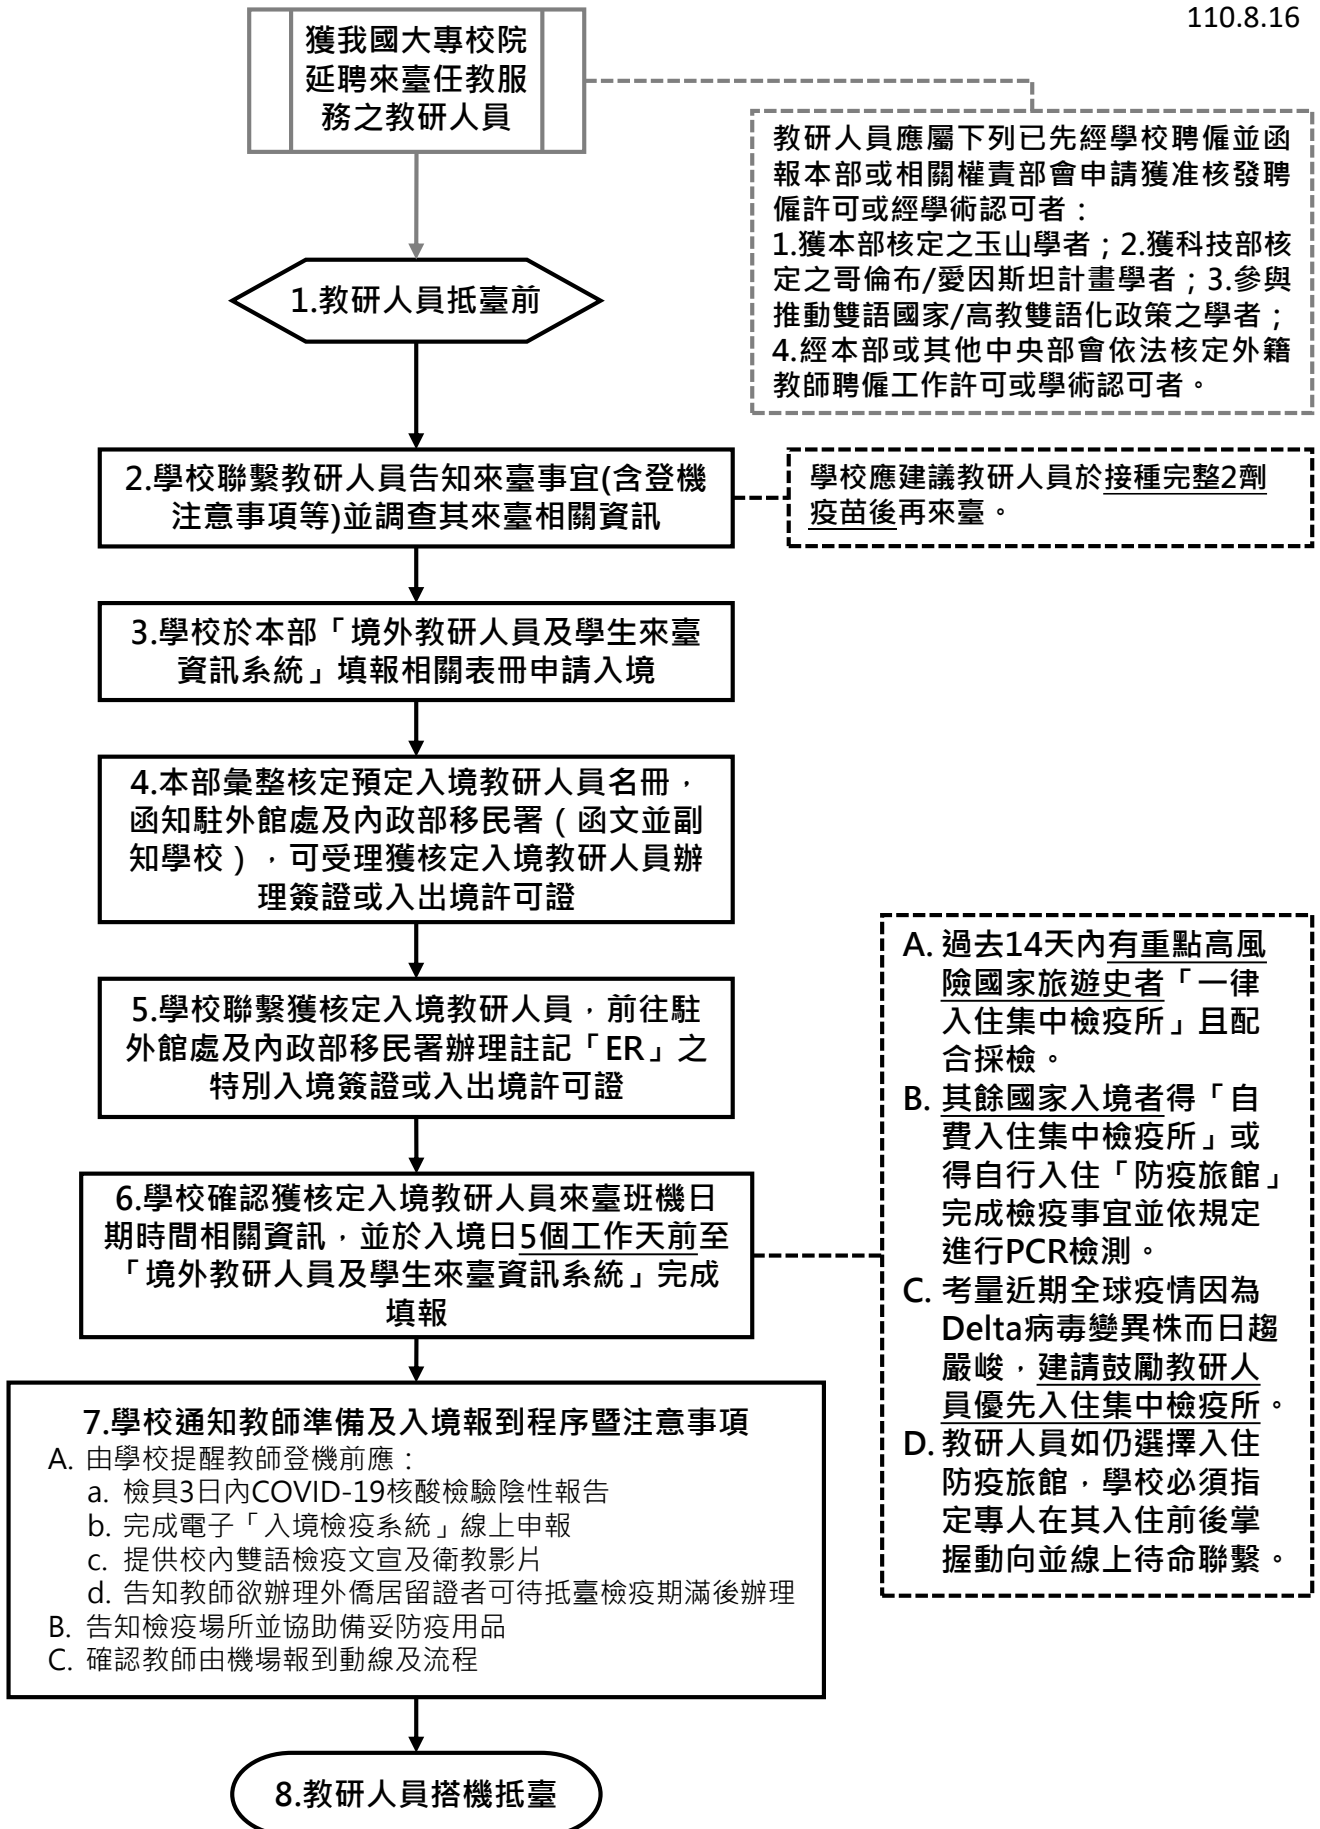 110.8.16
獲我國大專校院
延聘來臺任教服
務之教研人員
教研人員應屬下列已先經學校聘僱並函
報本部或相關權責部會申請獲准核發聘
僱許可或經學術認可者：
1.獲本部核定之玉山學者；2.獲科技部核
定之哥倫布/愛因斯坦計畫學者；3.參與
推動雙語國家/高教雙語化政策之學者；
4.經本部或其他中央部會依法核定外籍
教師聘僱工作許可或學術認可者。
1.教研人員抵臺前
2.學校聯繫教研人員告知來臺事宜(含登機
注意事項等)並調查其來臺相關資訊
學校應建議教研人員於接種完整2劑
疫苗後再來臺。
3.學校於本部「境外教研人員及學生來臺
資訊系統」填報相關表冊申請入境
4.本部彙整核定預定入境教研人員名冊，
函知駐外館處及內政部移民署（函文並副
知學校），可受理獲核定入境教研人員辦
理簽證或入出境許可證
5.學校聯繫獲核定入境教研人員，前往駐
外館處及內政部移民署辦理註記「ER」之
特別入境簽證或入出境許可證
6.學校確認獲核定入境教研人員來臺班機日
期時間相關資訊，並於入境日5個工作天前至
「境外教研人員及學生來臺資訊系統」完成
填報
A. 過去14天內有重點高風
險國家旅遊史者「一律
入住集中檢疫所」且配
合採檢。
B. 其餘國家入境者得「自
費入住集中檢疫所」或
得自行入住「防疫旅館」
完成檢疫事宜並依規定
進行PCR檢測。
C. 考量近期全球疫情因為
Delta病毒變異株而日趨
嚴峻，建請鼓勵教研人
員優先入住集中檢疫所。
D. 教研人員如仍選擇入住
防疫旅館，學校必須指
定專人在其入住前後掌
握動向並線上待命聯繫。
7.學校通知教師準備及入境報到程序暨注意事項
A. 由學校提醒教師登機前應：
a. 檢具3日內COVID-19核酸檢驗陰性報告
b. 完成電子「入境檢疫系統」線上申報
c. 提供校內雙語檢疫文宣及衛教影片
d. 告知教師欲辦理外僑居留證者可待抵臺檢疫期滿後辦理
B. 告知檢疫場所並協助備妥防疫用品
C. 確認教師由機場報到動線及流程
8.教研人員搭機抵臺